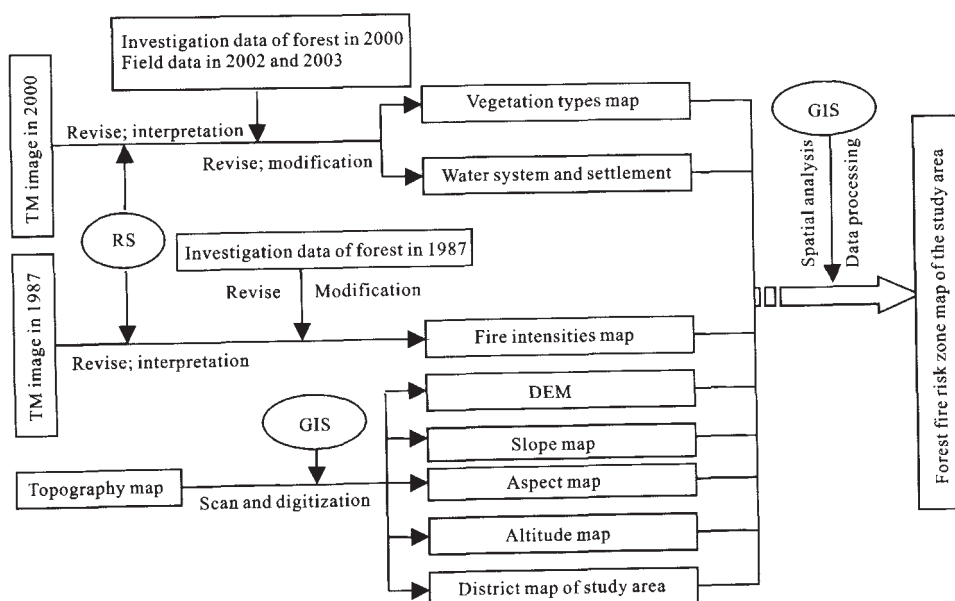 Investigation data of forest in 2000
Field data in 2002 and 2003
TM image in 2000
Revise; interpretation
Revise; modification
Vegetation types map
Water system and settlement
GIS
Spatial analysis
Data processing
Forest fire risk zone map of the study area
RS
Investigation data of forest in 1987
Revise Modification
TM image in 1987
Revise; interpretation
Fire intensities map
DEM
GIS
Slope map
Topography map
Scan and digitization
Aspect map
Altitude map
District map of study area